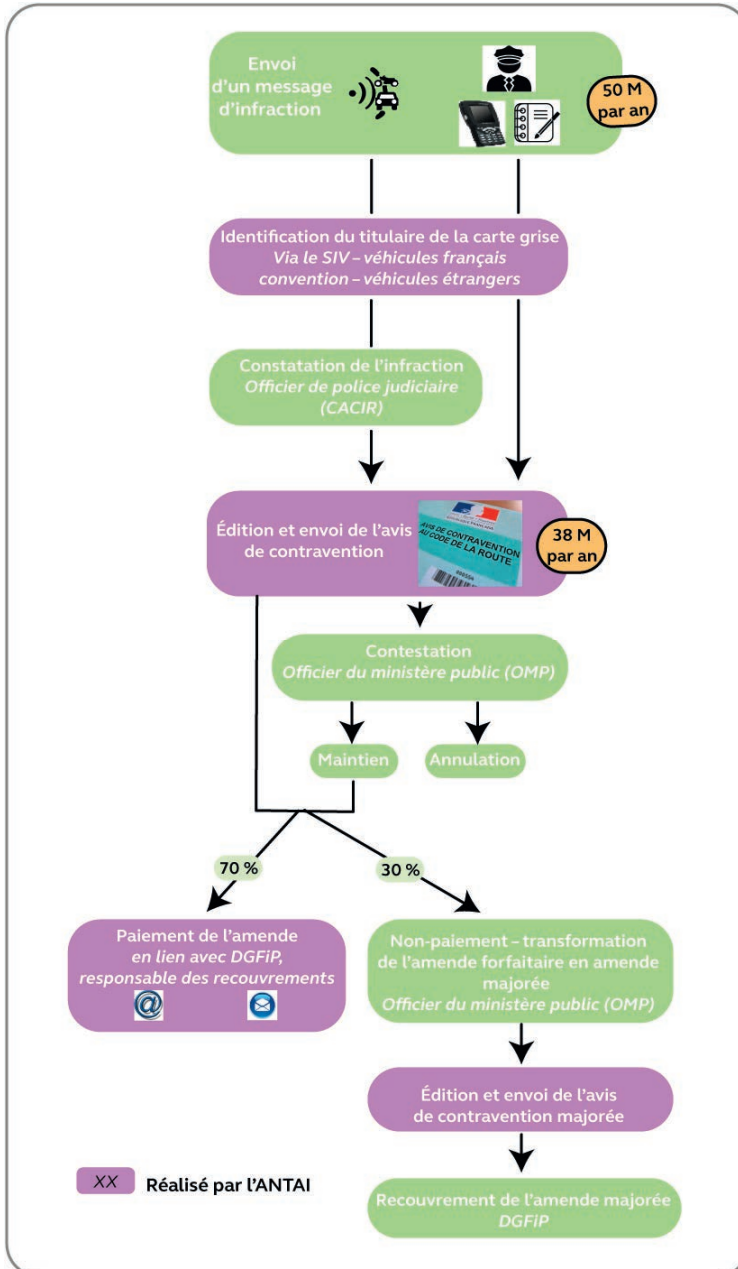 Envoi
d'un message
d'infraction
50 M
par an
Identification du titulaire de la carte grise
Via le SIV – véhicules français
convention – véhicules étrangers
Constatation de l'infraction
Officier de police judiciaire
(CACIR)
Édition et envoi de l'avis
de contravention
AVIS DE CONTRAVENTION
AU CODE DE LA ROUTE
38 M
par an
Contestation
Officier du ministère public (OMP)
Maintien
Annulation
70 %
30 %
Paiement de l'amende
en lien avec DGFiP,
responsable des recouvrements
@
Non-paiement – transformation
de l'amende forfaitaire en amende
majorée
Officier du ministère public (OMP)
Édition et envoi de l'avis
de contravention majorée
XX Réalisé par l'ANTAI
Recouvrement de l'amende majorée
DGFiP